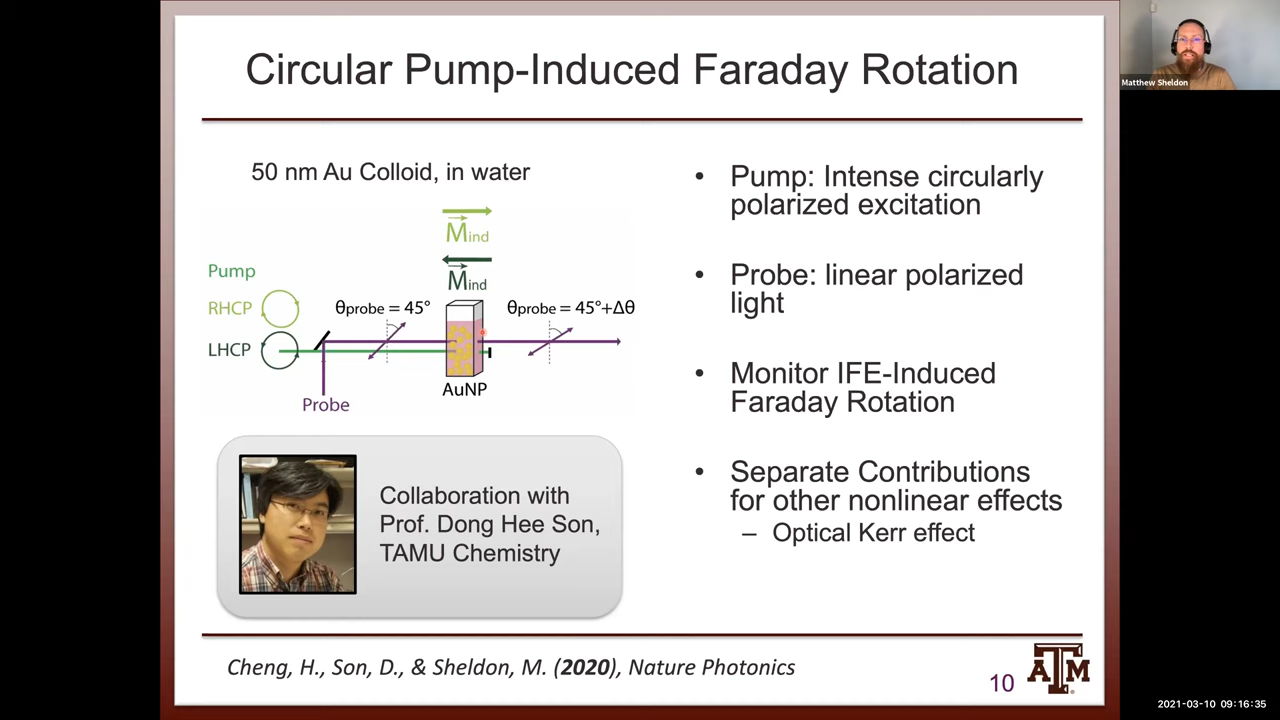 Circular Pump-Induced Faraday Rotation
Matthew Sheldon
50 nm Au Colloid, in water
Mind
Mind
Pump
RHCP
LHCP
θprobe = 45°
θprobe = 45°+Δθ
AuNP
Probe
Collaboration with
Prof. Dong Hee Son,
TAMU Chemistry
• Pump: Intense circularly
polarized excitation
• Probe: linear polarized
light
• Monitor IFE-Induced
Faraday Rotation
• Separate Contributions
for other nonlinear effects
– Optical Kerr effect
Cheng, H., Son, D., & Sheldon, M. (2020), Nature Photonics
10
ATM
2021-03-10 09:16:35